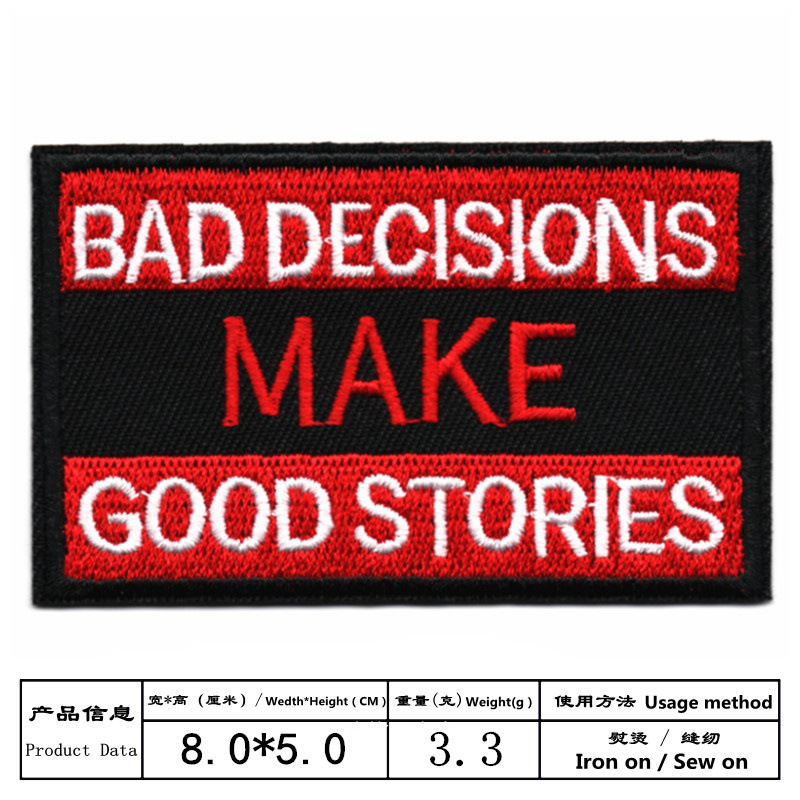 BAD DECISIONS
MAKE
GOOD STORIES
产品信息
Product Data
宽*高（厘米）/ Wedth*Height ( CM )
8.0*5.0
重量(克) Weight(g)
3.3
使用方法 Usage method
熨烫 / 缝纫
Iron on / Sew on